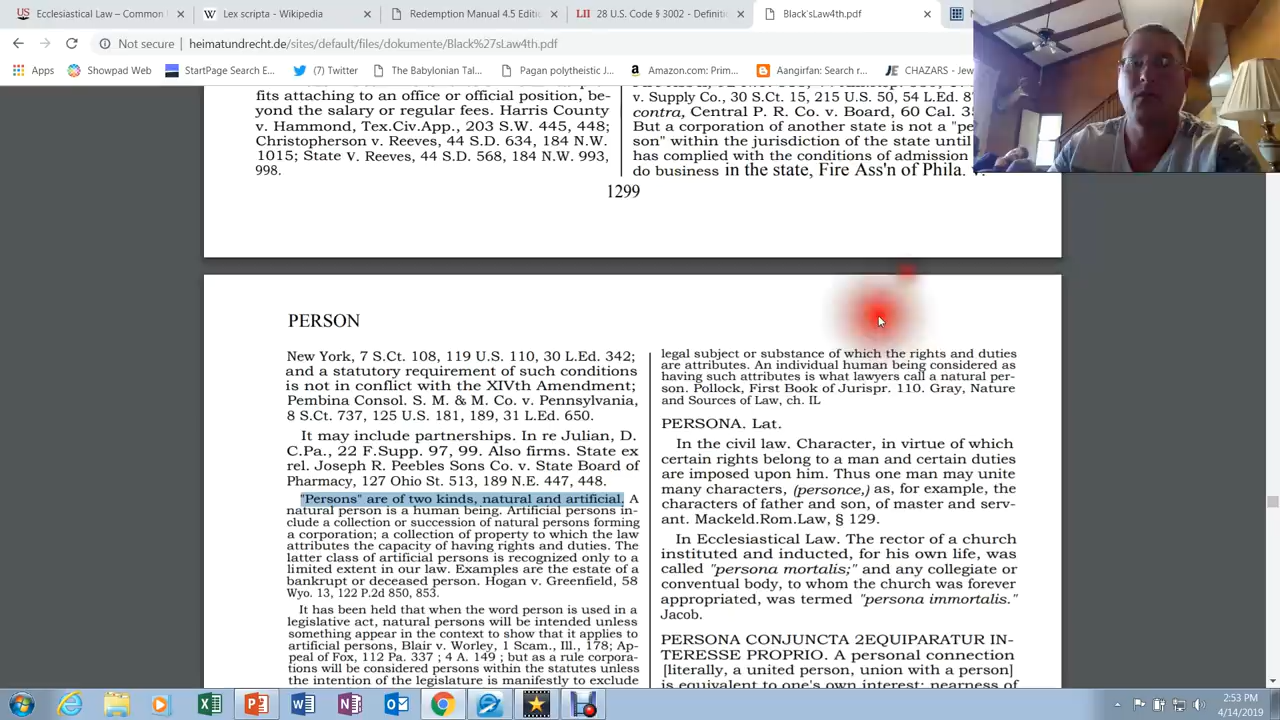 Ecclesiastical Law – Common
Lex scripta - Wikipedia
Redemption Manual 4.5 Edition
28 U.S. Code § 3002 - Definiti
Black'sLaw4th.pdf
Not secure | heimatundrecht.de/sites/default/files/dokumente/Black%27sLaw4th.pdf
Apps
Showpad Web
StartPage Search E...
(7) Twitter
The Babylonian Tal...
Pagan polytheistic J...
Amazon.com: Prim...
Aangirfan: Search r...
CHAZARS - Jew
fits attaching to an office or official position, be-
yond the salary or regular fees. Harris County
v. Hammond, Tex.Civ.App., 203 S.W. 445, 448;
Christopherson v. Reeves, 44 S.D. 634, 184 N.W.
1015; State v. Reeves, 44 S.D. 568, 184 N.W. 993,
998.
v. Supply Co., 30 S.Ct. 15, 215 U.S. 50, 54 L.Ed.
contra, Central P. R. Co. v. Board, 60 Cal.
But a corporation of another state is not a "pe
son" within the jurisdiction of the state until
has complied with the conditions of admission
do business in the state, Fire Ass'n of Phila. v.
1299
PERSON
New York, 7 S.Ct. 108, 119 U.S. 110, 30 L.Ed. 342;
and a statutory requirement of such conditions
is not in conflict with the XIVth Amendment;
Pembina Consol. S. M. & M. Co. v. Pennsylvania,
8 S.Ct. 737, 125 U.S. 181, 189, 31 L.Ed. 650.
It may include partnerships. In re Julian, D.
C.Pa., 22 F.Supp. 97, 99. Also firms. State ex
rel. Joseph R. Peebles Sons Co. v. State Board of
Pharmacy, 127 Ohio St. 513, 189 N.E. 447, 448.
"Persons" are of two kinds, natural and artificial. A
natural person is a human being. Artificial persons in-
clude a collection or succession of natural persons forming
a corporation; a collection of property to which the law
attributes the capacity of having rights and duties. The
latter class of artificial persons is recognized only to a
limited extent in our law. Examples are the estate of a
bankrupt or deceased person. Hogan v. Greenfield, 58
Wyo. 13, 122 P.2d 850, 853.
It has been held that when the word person is used in a
legislative act, natural persons will be intended unless
something appear in the context to show that it applies to
artificial persons, Blair v. Worley, 1 Scam., Ill., 178; Ap-
peal of Fox, 112 Pa. 337 ; 4 A. 149 ; but as a rule corpora-
tions will be considered persons within the statutes unless
the intention of the legislature is manifestly to exclude
legal subject or substance of which the rights and duties
are attributes. An individual human being considered as
having such attributes is what lawyers call a natural per-
son. Pollock, First Book of Jurispr. 110. Gray, Nature
and Sources of Law, ch. IL
PERSONA. Lat.
In the civil law. Character, in virtue of which
certain rights belong to a man and certain duties
are imposed upon him. Thus one man may unite
many characters, (personce,) as, for example, the
characters of father and son, of master and serv-
ant. Mackeld.Rom.Law, § 129.
In Ecclesiastical Law. The rector of a church
instituted and inducted, for his own life, was
called "persona mortalis;" and any collegiate or
conventual body, to whom the church was forever
appropriated, was termed "persona immortalis."
Jacob.
PERSONA CONJUNCTA 2EQUIPARATUR IN-
TERESSE PROPRIO. A personal connection
[literally, a united person, union with a person]
is equivalent to one's own interest; nearness of
2:53 PM
4/14/2019